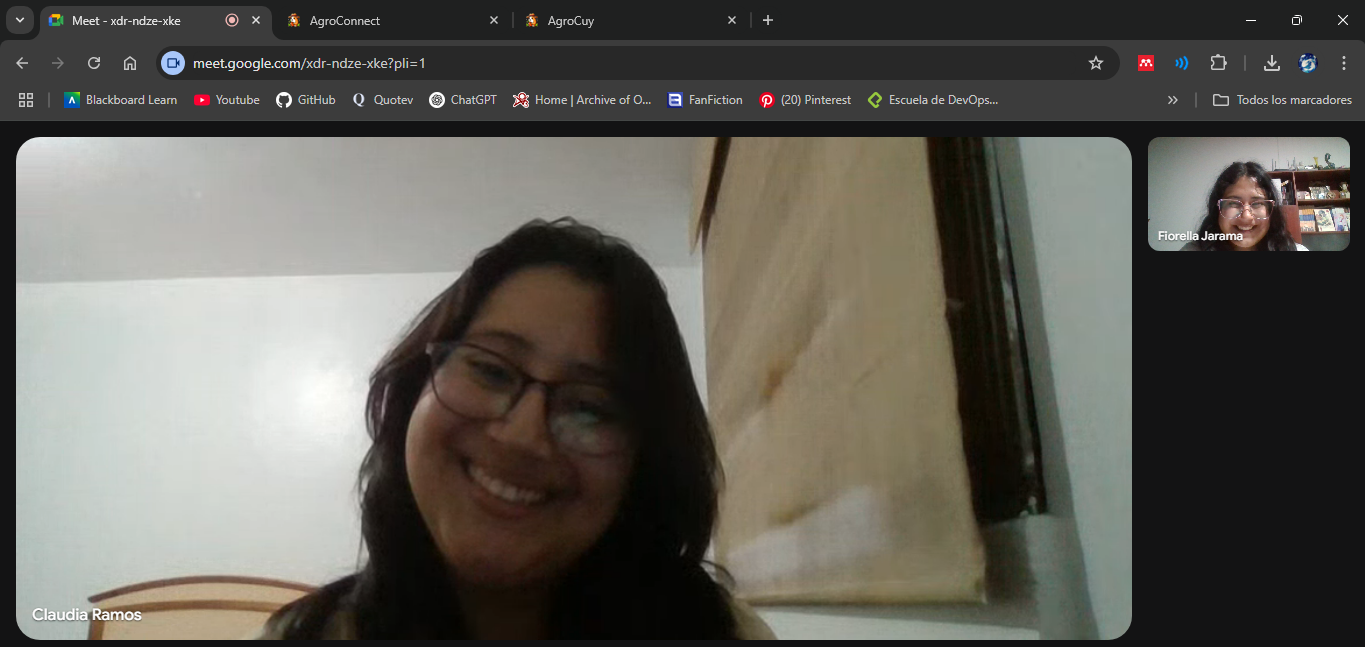 Meet - xdr-ndze-xke
AgroConnect
AgroCuy
meet.google.com/xdr-ndze-xke?pli=1
Blackboard Learn
Youtube
GitHub
Quotev
ChatGPT
Home | Archive of O...
FanFiction
(20) Pinterest
Escuela de DevOps...
Todos los marcadores
Fiorella Jarama
Claudia Ramos